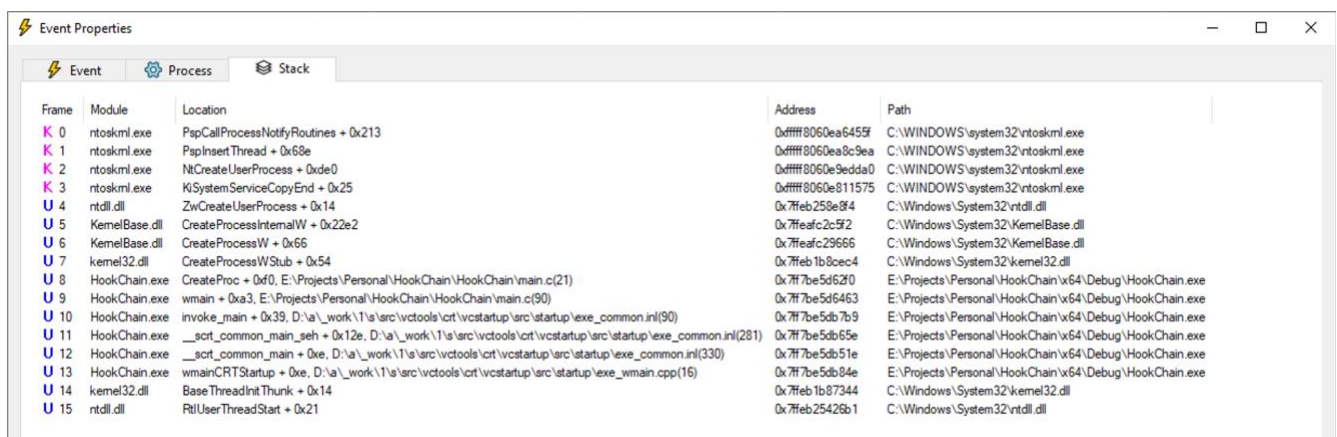 Event Properties
Event Process Stack
Frame Module Location Address Path
K 0 ntoskrnl.exe PspCallProcessNotifyRoutines + 0x213 0xfffff8060ea6455f C:\WINDOWS\system32\ntoskrnl.exe
K 1 ntoskrnl.exe PspInsertThread + 0x68e 0xfffff8060ea8c9ea C:\WINDOWS\system32\ntoskrnl.exe
K 2 ntoskrnl.exe NtCreateUserProcess + 0xde0 0xfffff8060e9edda0 C:\WINDOWS\system32\ntoskrnl.exe
K 3 ntoskrnl.exe KiSystemServiceCopyEnd + 0x25 0xfffff8060e811575 C:\WINDOWS\system32\ntoskrnl.exe
U 4 ntdll.dll ZwCreateUserProcess + 0x14 0x7ffeb258e8f4 C:\Windows\System32\ntdll.dll
U 5 KernelBase.dll CreateProcessInternalW + 0x22e2 0x7ffeafc2c5f2 C:\Windows\System32\KernelBase.dll
U 6 KernelBase.dll CreateProcessW + 0x66 0x7ffeafc29666 C:\Windows\System32\KernelBase.dll
U 7 kernel32.dll CreateProcessWStub + 0x54 0x7ffeb1b8cec4 C:\Windows\System32\kernel32.dll
U 8 HookChain.exe CreateProc + 0xf0, E:\Projects\Personal\HookChain\HookChain\main.c(21) 0x7ff7be5d62f0 E:\Projects\Personal\HookChain\x64\Debug\HookChain.exe
U 9 HookChain.exe wmain + 0xa3, E:\Projects\Personal\HookChain\HookChain\main.c(90) 0x7ff7be5d6463 E:\Projects\Personal\HookChain\x64\Debug\HookChain.exe
U 10 HookChain.exe invoke_main + 0x39, D:\a\_work\1\s\src\vctools\crt\vcstartup\src\startup\exe_common.inl(90) 0x7ff7be5db7b9 E:\Projects\Personal\HookChain\x64\Debug\HookChain.exe
U 11 HookChain.exe __scrt_common_main_seh + 0x12e, D:\a\_work\1\s\src\vctools\crt\vcstartup\src\startup\exe_common.inl(281) 0x7ff7be5db65e E:\Projects\Personal\HookChain\x64\Debug\HookChain.exe
U 12 HookChain.exe __scrt_common_main + 0xe, D:\a\_work\1\s\src\vctools\crt\vcstartup\src\startup\exe_common.inl(330) 0x7ff7be5db51e E:\Projects\Personal\HookChain\x64\Debug\HookChain.exe
U 13 HookChain.exe wmainCRTStartup + 0xe, D:\a\_work\1\s\src\vctools\crt\vcstartup\src\startup\exe_wmain.cpp(16) 0x7ff7be5db84e E:\Projects\Personal\HookChain\x64\Debug\HookChain.exe
U 14 kernel32.dll BaseThreadInitThunk + 0x14 0x7ffeb1b87344 C:\Windows\System32\kernel32.dll
U 15 ntdll.dll RtlUserThreadStart + 0x21 0x7ffeb25426b1 C:\Windows\System32\ntdll.dll